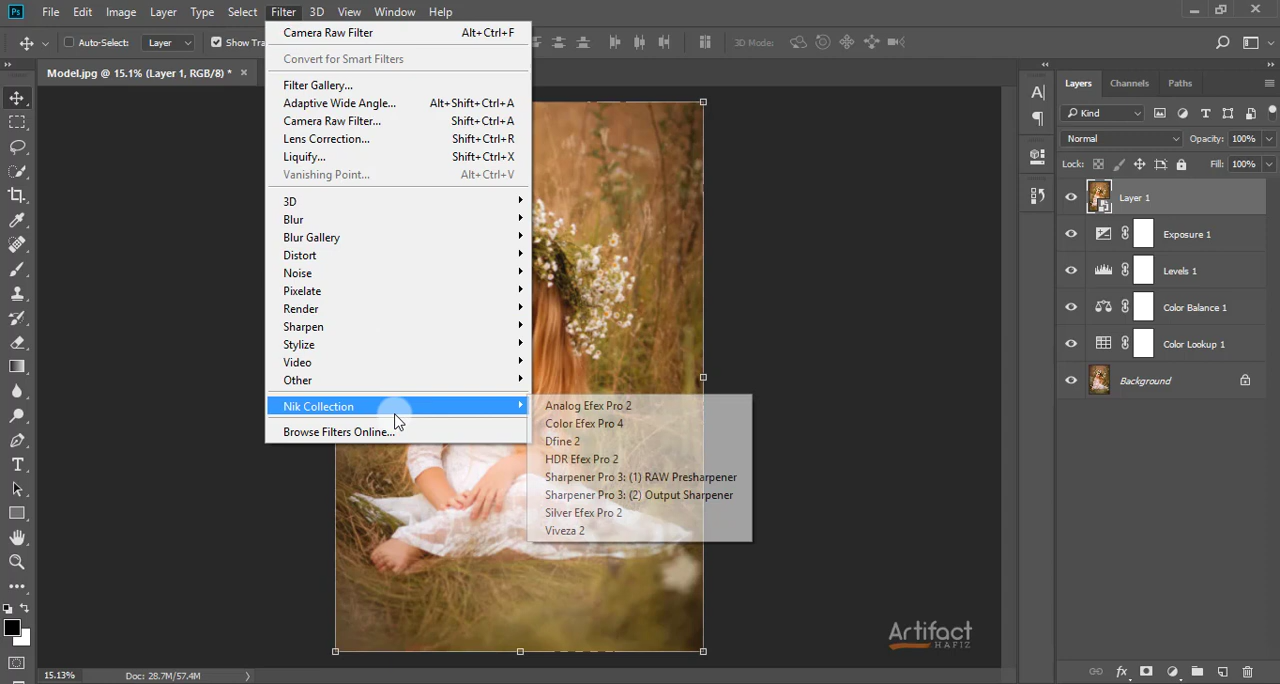 Ps File Edit Image Layer Type Select Filter 3D View Window Help
Auto-Select: Layer Show Tra 3D Mode:
Model.jpg @ 15.1% (Layer 1, RGB/8) * ×
Camera Raw Filter Alt+Ctrl+F
Convert for Smart Filters
Filter Gallery...
Adaptive Wide Angle... Alt+Shift+Ctrl+A
Camera Raw Filter... Shift+Ctrl+A
Lens Correction... Shift+Ctrl+R
Liquify... Shift+Ctrl+X
Vanishing Point... Alt+Ctrl+V
3D
Blur
Blur Gallery
Distort
Noise
Pixelate
Render
Sharpen
Stylize
Video
Other
Nik Collection
Browse Filters Online...
Analog Efex Pro 2
Color Efex Pro 4
Dfine 2
HDR Efex Pro 2
Sharpener Pro 3: (1) RAW Presharpener
Sharpener Pro 3: (2) Output Sharpener
Silver Efex Pro 2
Viveza 2
Layers Channels Paths
Kind
Normal Opacity: 100%
Lock: Fill: 100%
Layer 1
Exposure 1
Levels 1
Color Balance 1
Color Lookup 1
Background
Artifact
HAFIZ
15.13% Doc: 28.7M/57.4M